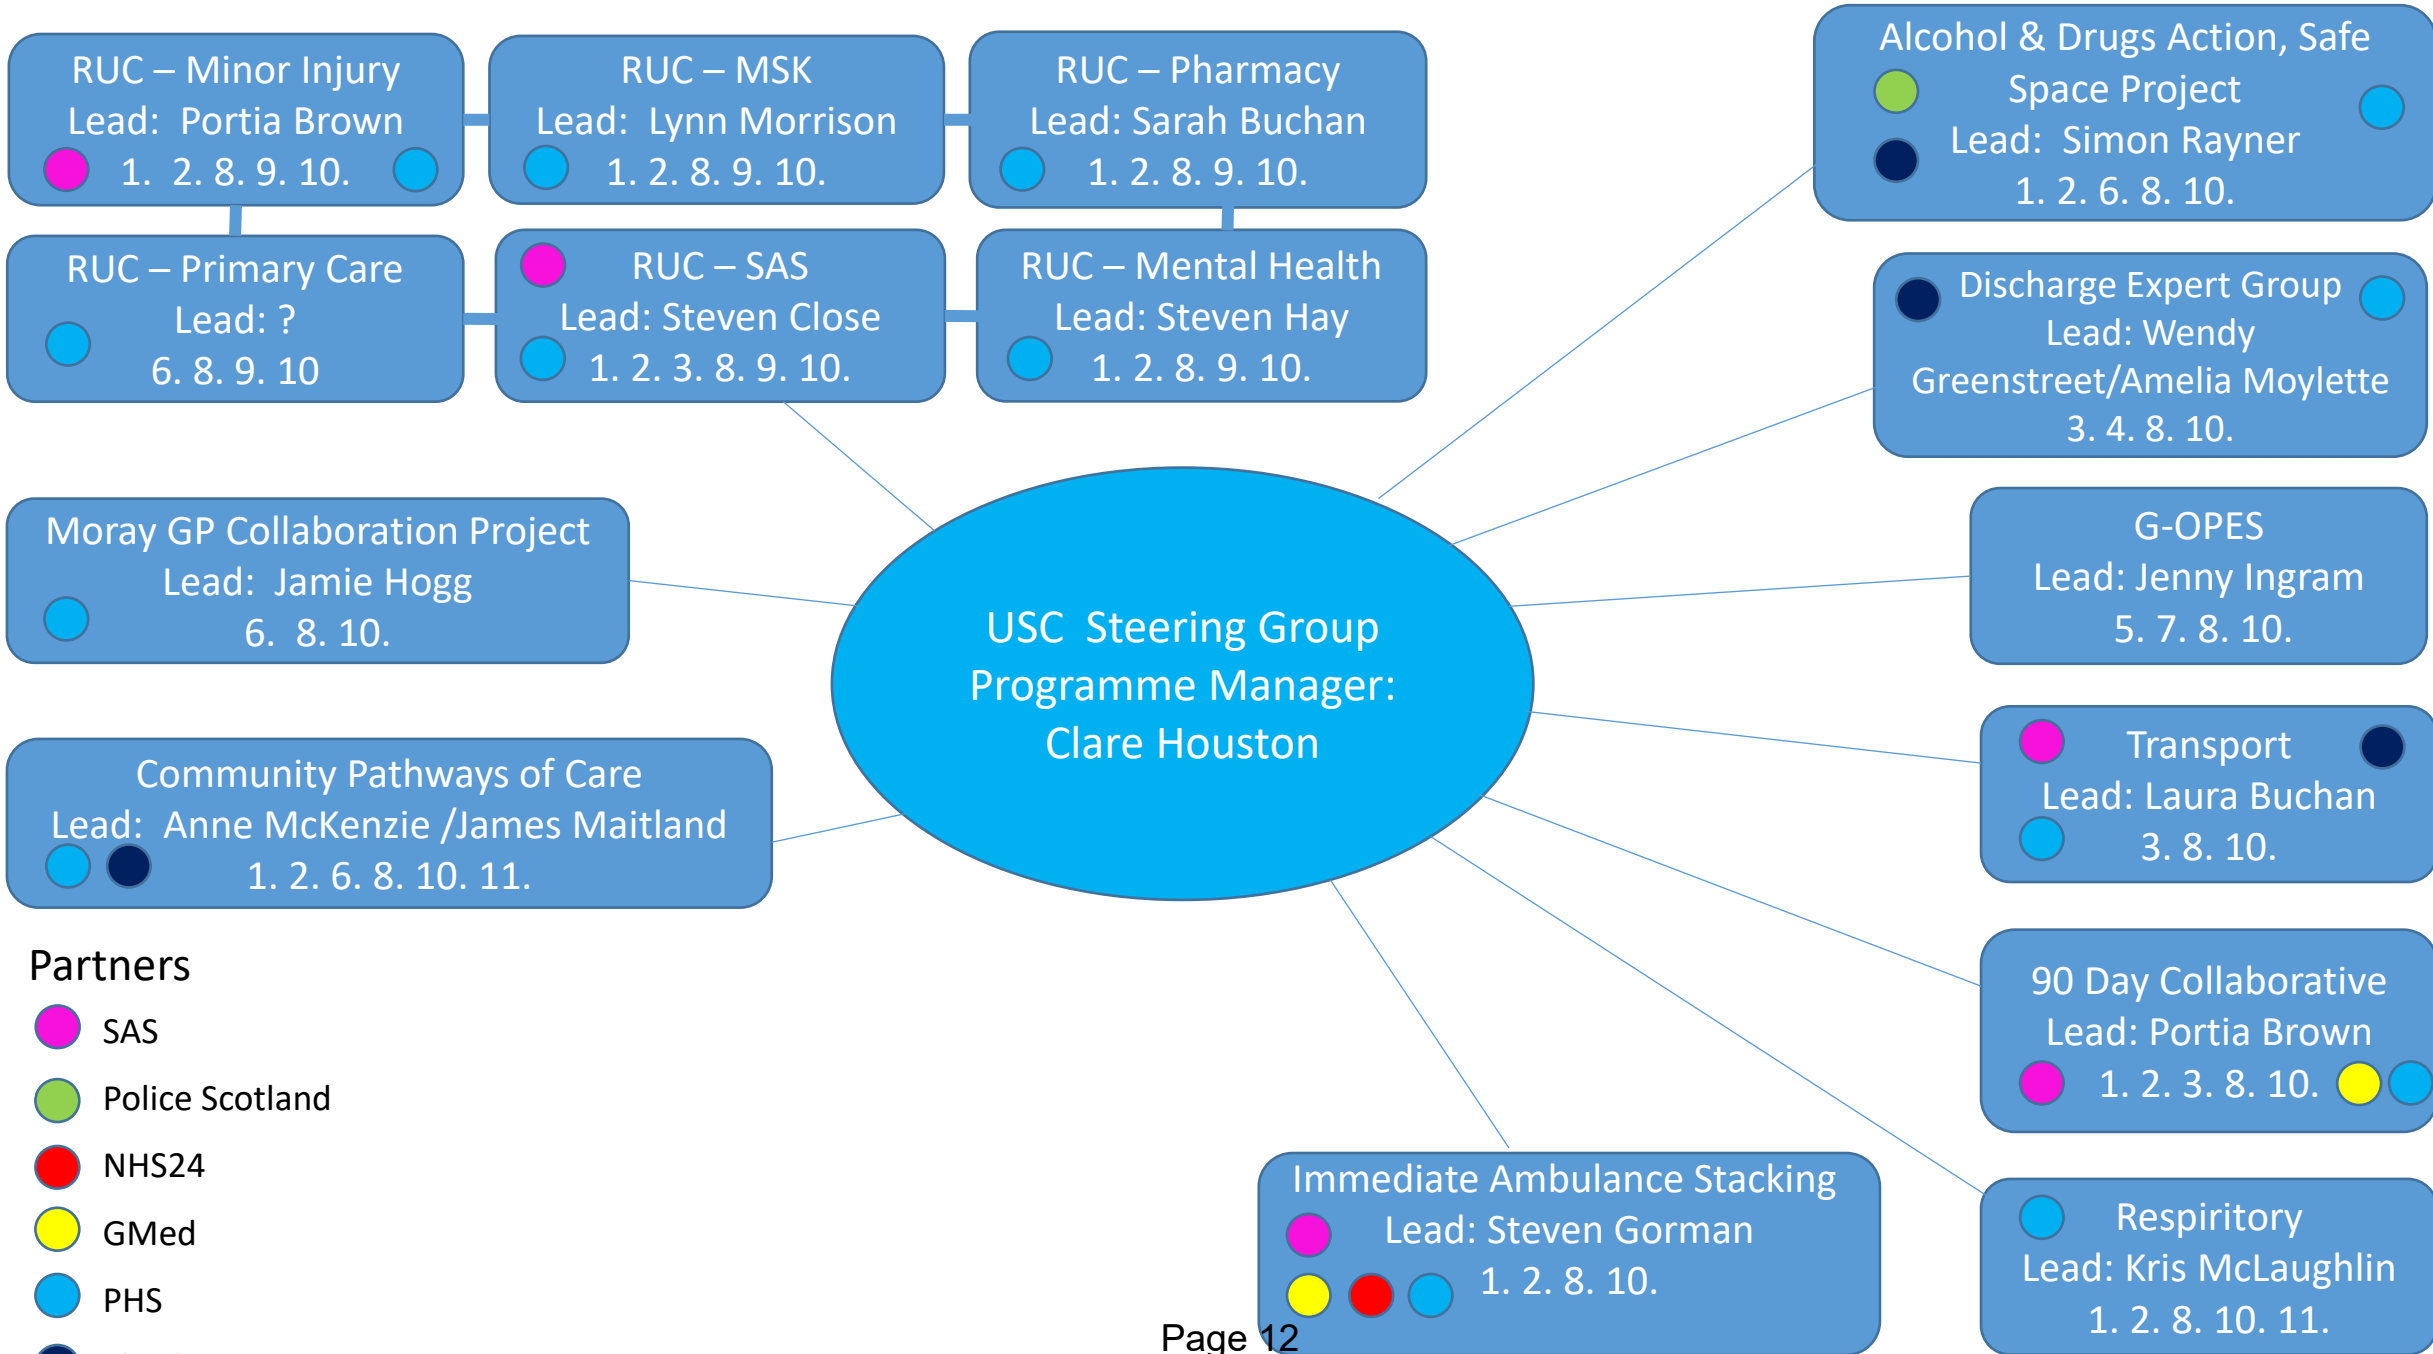 RUC – Minor Injury
Lead: Portia Brown
1. 2. 8. 9. 10.
RUC – MSK
Lead: Lynn Morrison
1. 2. 8. 9. 10.
RUC – Pharmacy
Lead: Sarah Buchan
1. 2. 8. 9. 10.
RUC – Primary Care
Lead: ?
6. 8. 9. 10
RUC – SAS
Lead: Steven Close
1. 2. 3. 8. 9. 10.
RUC – Mental Health
Lead: Steven Hay
1. 2. 8. 9. 10.
Alcohol & Drugs Action, Safe
Space Project
Lead: Simon Rayner
1. 2. 6. 8. 10.
Discharge Expert Group
Lead: Wendy
Greenstreet/Amelia Moylette
3. 4. 8. 10.
Moray GP Collaboration Project
Lead: Jamie Hogg
6. 8. 10.
G-OPES
Lead: Jenny Ingram
5. 7. 8. 10.
USC Steering Group
Programme Manager:
Clare Houston
Community Pathways of Care
Lead: Anne McKenzie /James Maitland
1. 2. 6. 8. 10. 11.
Transport
Lead: Laura Buchan
3. 8. 10.
90 Day Collaborative
Lead: Portia Brown
1. 2. 3. 8. 10.
Immediate Ambulance Stacking
Lead: Steven Gorman
1. 2. 8. 10.
Respiritory
Lead: Kris McLaughlin
1. 2. 8. 10. 11.
Partners
SAS
Police Scotland
NHS24
GMed
PHS
Page 12